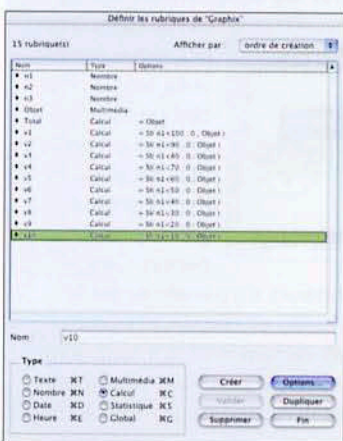 Définir les rubriques de "Graphix"
15 rubrique(s) Afficher par : ordre de création
Nom Type Options
n1 Nombre
n2 Nombre
n3 Nombre
Objet Multimédia
Total Calcul = Objet
v1 Calcul = Si( n1<100 ; 0 ; Objet )
v2 Calcul = Si( n1<90 ; 0 ; Objet )
v3 Calcul = Si( n1<80 ; 0 ; Objet )
v4 Calcul = Si( n1<70 ; 0 ; Objet )
v5 Calcul = Si( n1<60 ; 0 ; Objet )
v6 Calcul = Si( n1<50 ; 0 ; Objet )
v7 Calcul = Si( n1<40 ; 0 ; Objet )
v8 Calcul = Si( n1<30 ; 0 ; Objet )
v9 Calcul = Si( n1<20 ; 0 ; Objet )
v10 Calcul = Si( n1<10 ; 0 ; Objet )
Nom v10
Type
Texte ⌘T Multimédia ⌘M Créer Options...
Nombre ⌘N Calcul ⌘C Valider Dupliquer
Date ⌘D Statistique ⌘S Supprimer Fin
Heure ⌘E Global ⌘G